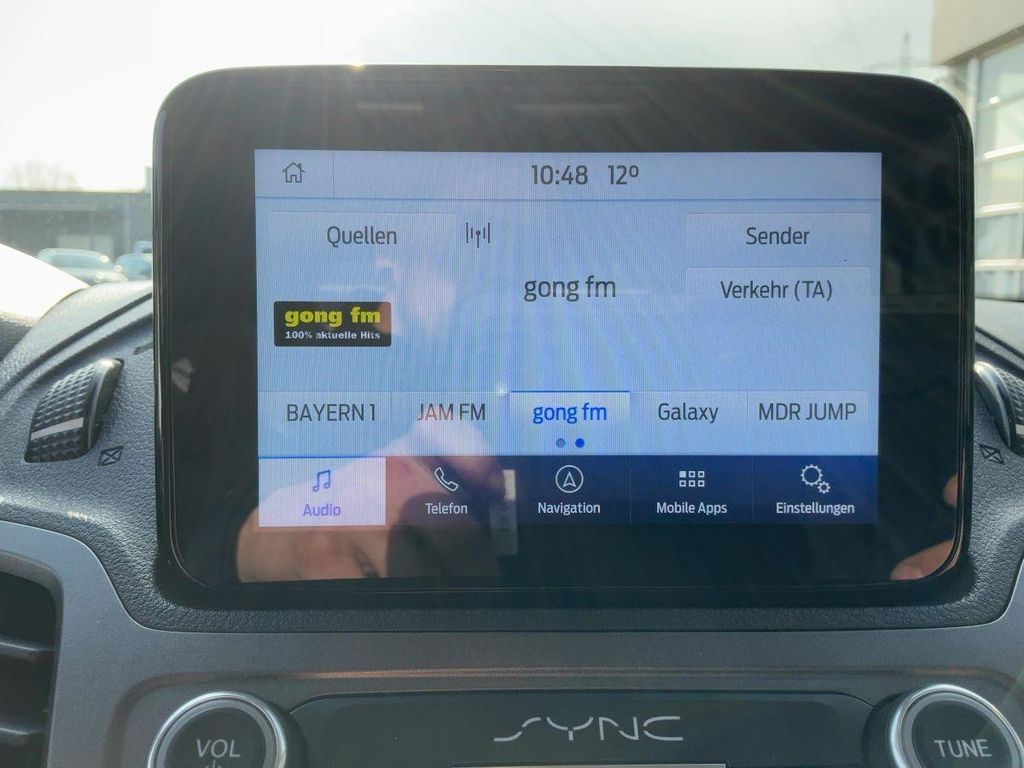 10:48 12º
Quellen
Sender
gong fm
Verkehr (TA)
gong fm
100% aktuelle Hits
BAYERN 1
JAM FM
gong fm
Galaxy
MDR JUMP
Audio
Telefon
Navigation
Mobile Apps
Einstellungen
VOL
SYNC
TUNE